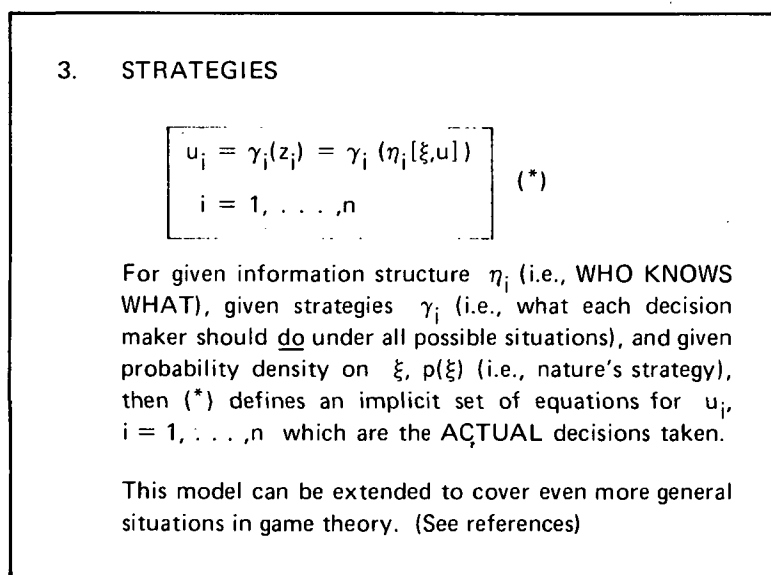 3. STRATEGIES
u_i = γ_i(z_i) = γ_i (η_i[ξ,u])
(*)
i = 1, . . . ,n
For given information structure η_i (i.e., WHO KNOWS
WHAT), given strategies γ_i (i.e., what each decision
maker should do under all possible situations), and given
probability density on ξ, p(ξ) (i.e., nature's strategy),
then (*) defines an implicit set of equations for u_i,
i = 1, . . . ,n which are the ACTUAL decisions taken.
This model can be extended to cover even more general
situations in game theory. (See references)